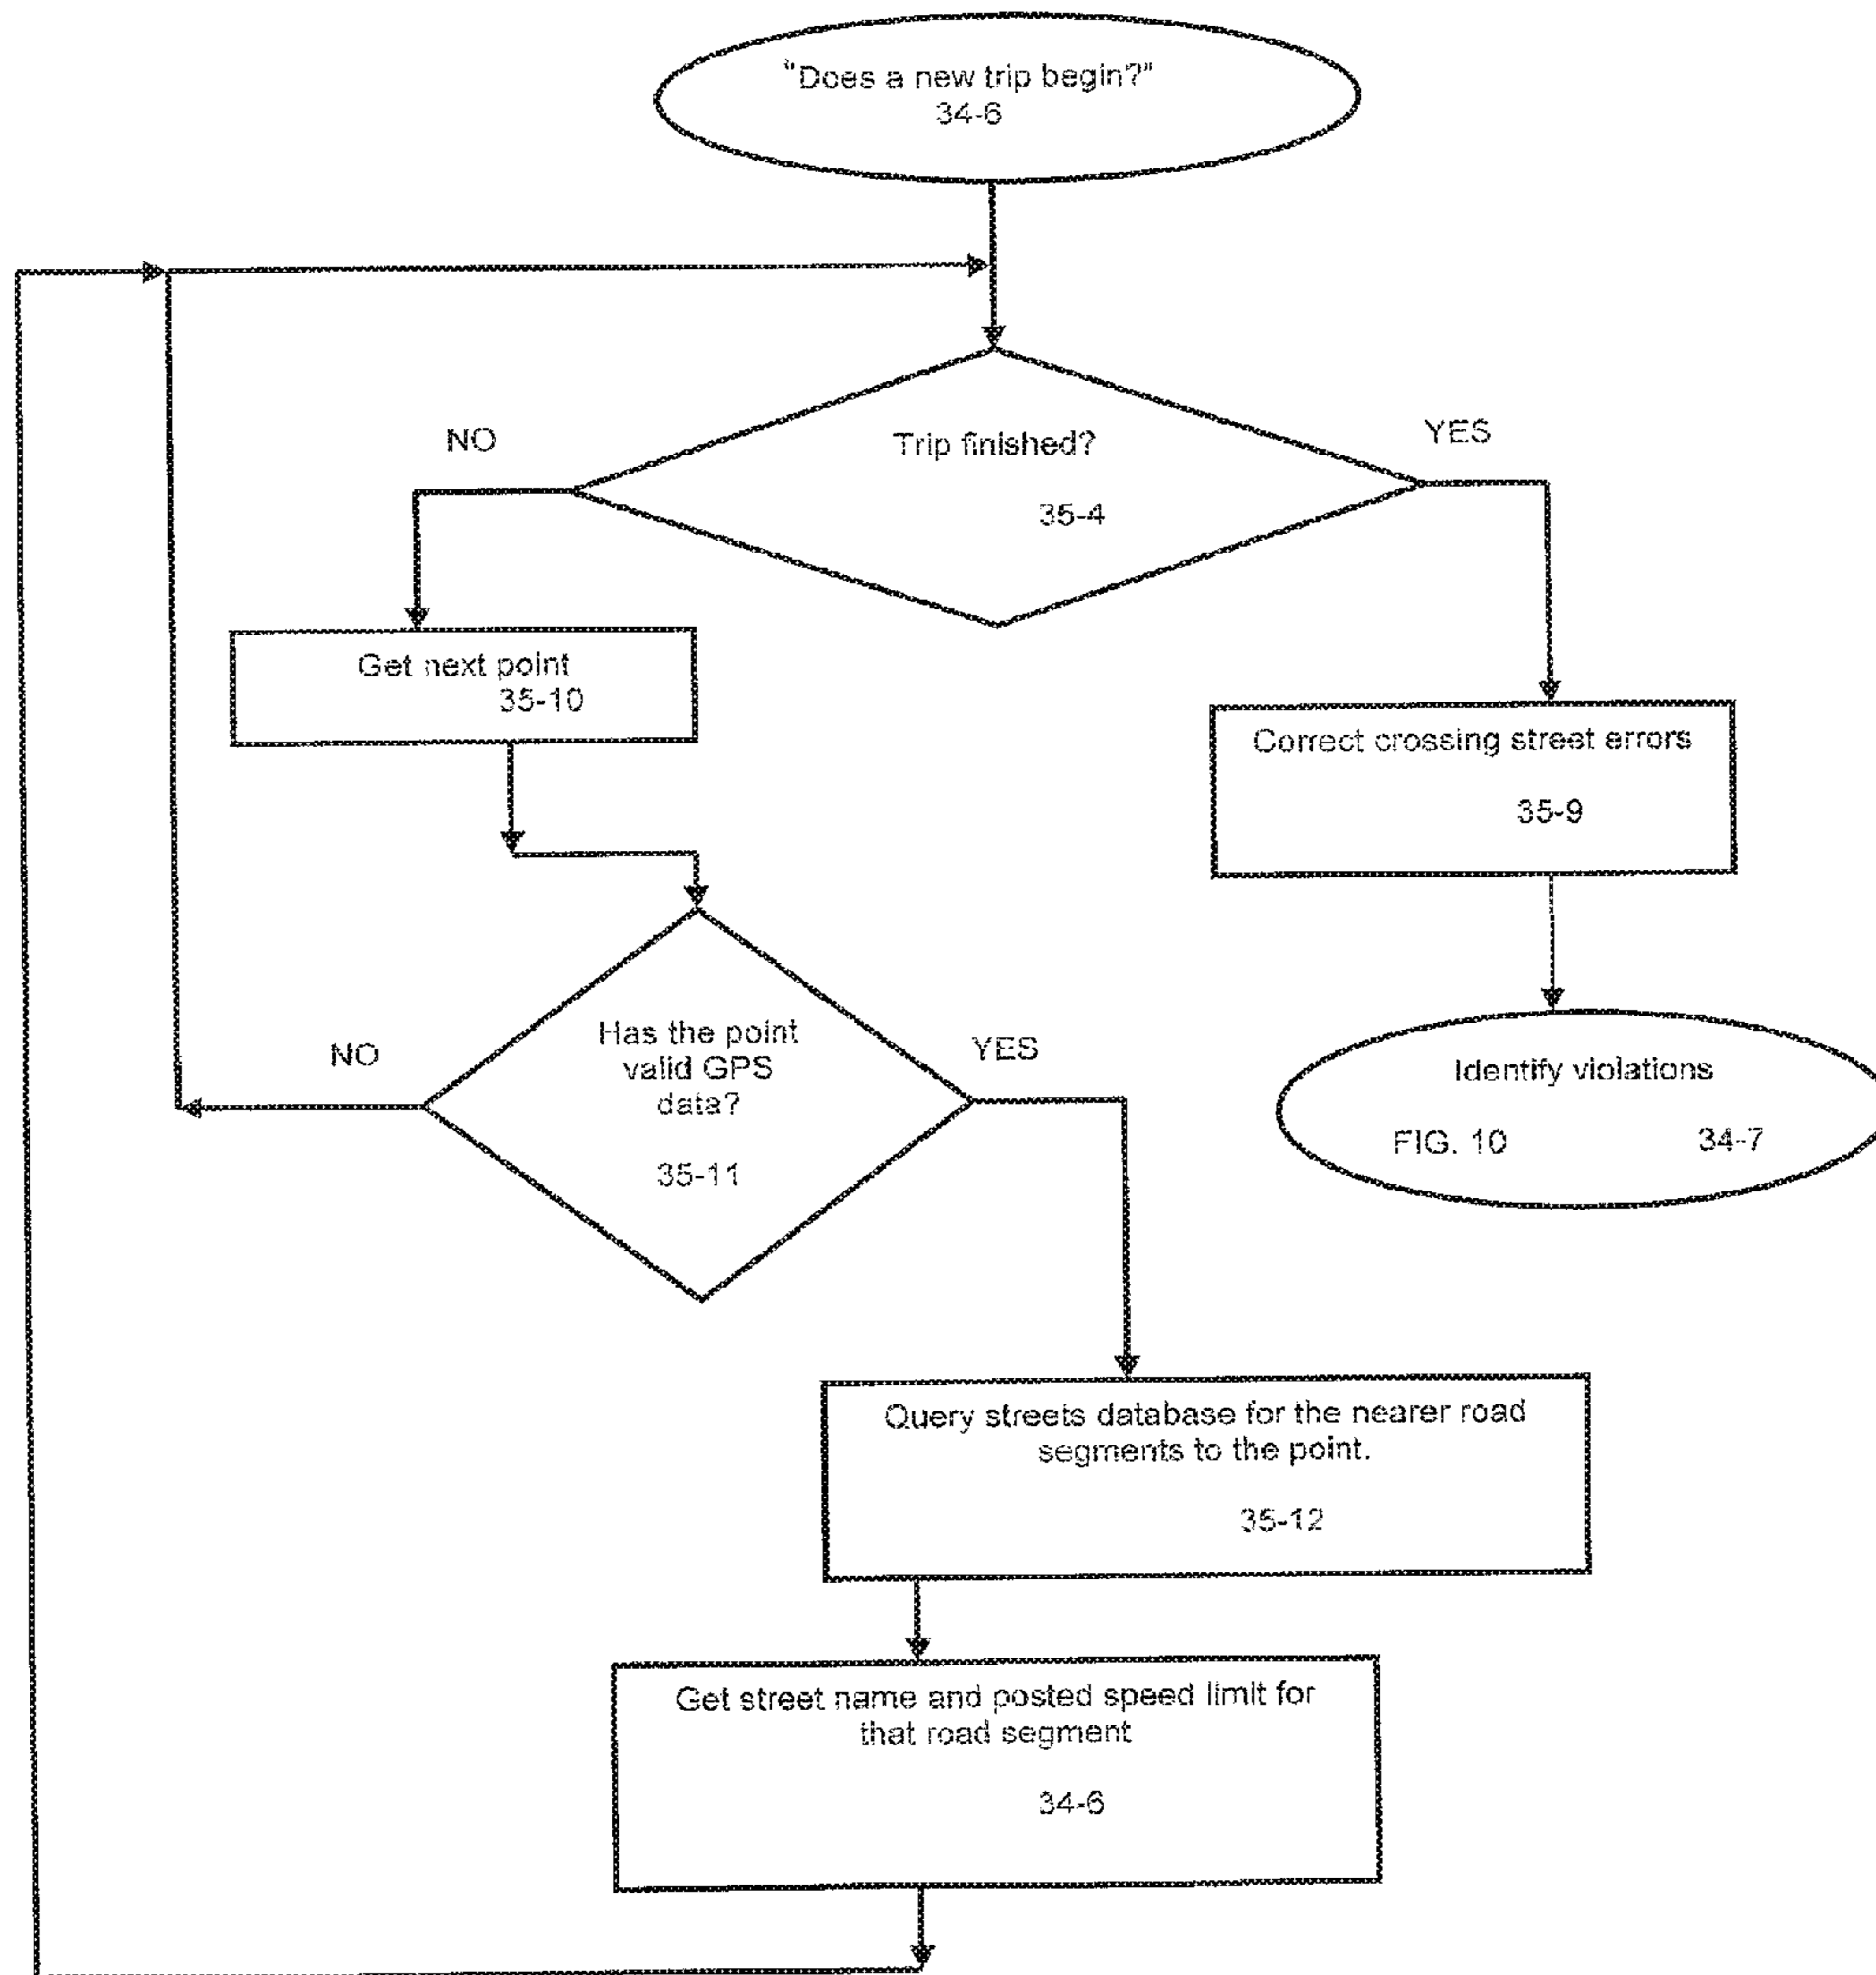 "Does a new trip begin?"
34-6
NO
Trip finished?
YES
35-4
Get next point
35-10
Correct crossing street errors
35-9
NO
Has the point
valid GPS
data?
YES
35-11
Identify violations
FIG. 10 34-7
Query streets database for the nearer road
segments to the point.
35-12
Get street name and posted speed limit for
that road segment
34-6